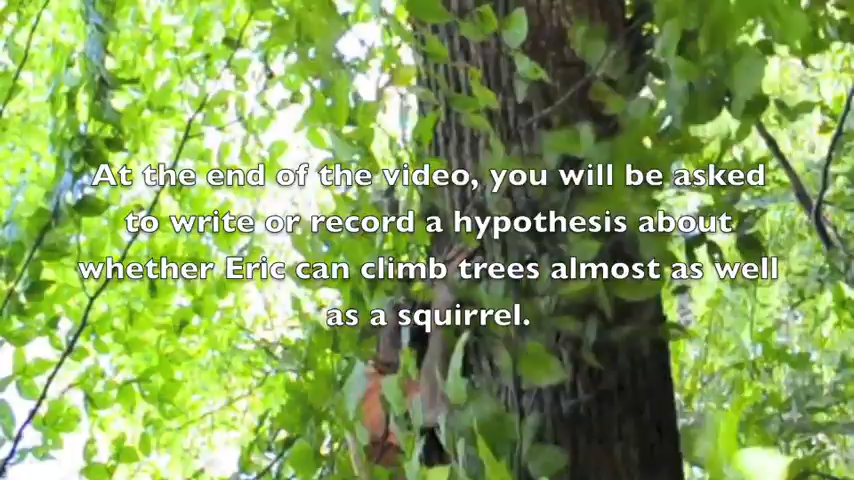 At the end of the video, you will be asked
to write or record a hypothesis about
whether Eric can climb trees almost as well
as a squirrel.